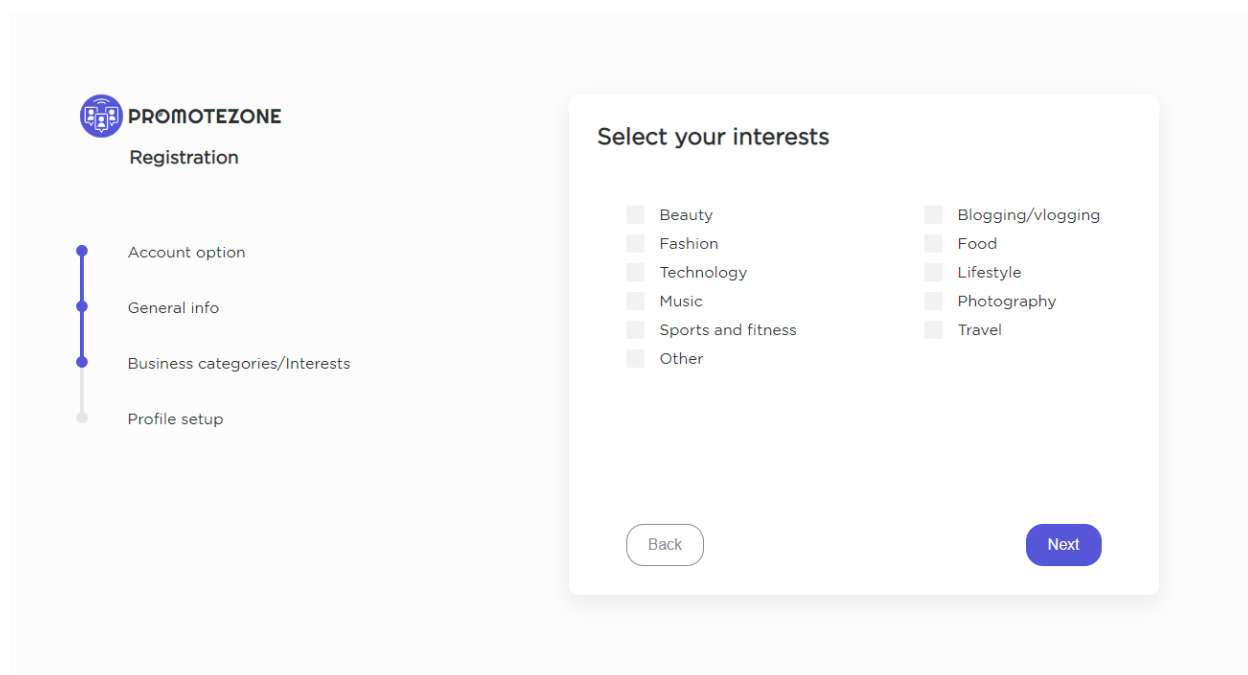 PROMOTEZONE
Registration
Account option
General info
Business categories/Interests
Profile setup
Select your interests
Beauty
Fashion
Technology
Music
Sports and fitness
Other
Blogging/vlogging
Food
Lifestyle
Photography
Travel
Back
Next